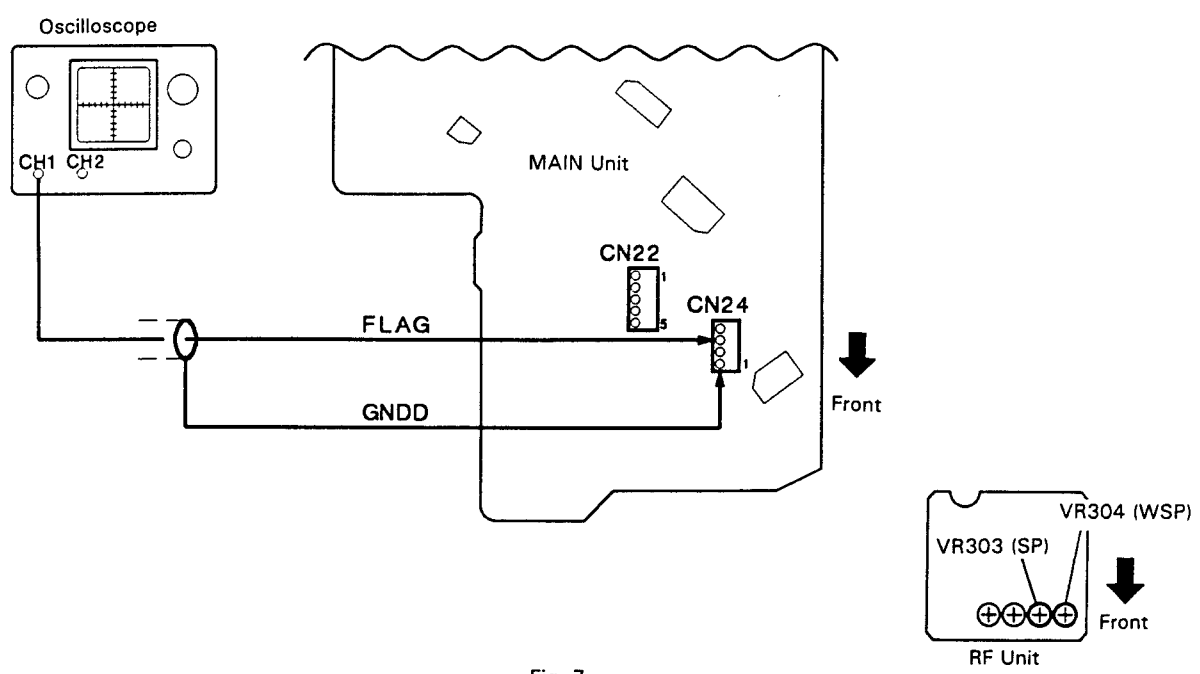 Oscilloscope
CH1 CH2
MAIN Unit
CN22
1
5
CN24
1
FLAG
GNDD
Front
VR304 (WSP)
VR303 (SP)
Front
RF Unit